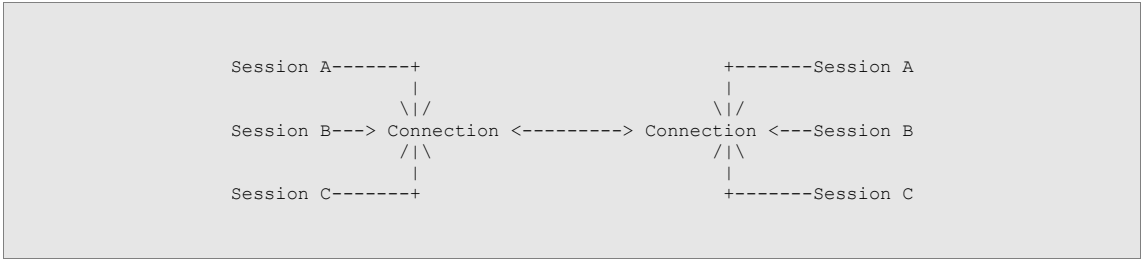 Session A-------+ +-------Session A
| |
\|/ \|/
Session B---> Connection <---------> Connection <---Session B
/|\ /|\
| |
Session C-------+ +-------Session C